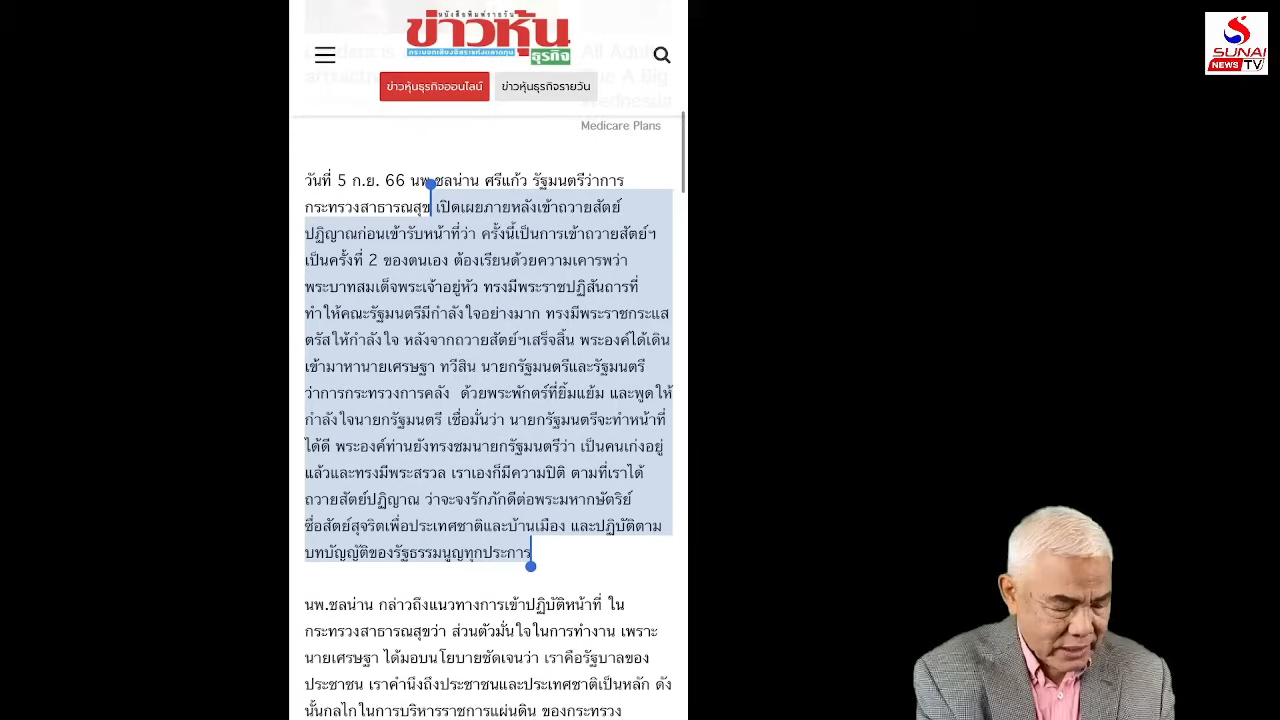 หนังสือพิมพ์รายวัน
ข่าวหุ้น
ธุรกิจ
ข่าวหุ้นธุรกิจออนไลน์
ข่าวหุ้นธุรกิจรายวัน
SUNAI
NEWS TV
Medicare Plans
วันที่ 5 ก.ย. 66 นพ.ชลน่าน ศรีแก้ว รัฐมนตรีว่าการ
กระทรวงสาธารณสุข เปิดเผยภายหลังเข้าถวายสัตย์
ปฏิญาณก่อนเข้ารับหน้าที่ว่า ครั้งนี้เป็นการเข้าถวายสัตย์ฯ
เป็นครั้งที่ 2 ของตนเอง ต้องเรียนด้วยความเคารพว่า
พระบาทสมเด็จพระเจ้าอยู่หัว ทรงมีพระราชปฏิสันถารที่
ทำให้คณะรัฐมนตรีมีกำลังใจอย่างมาก ทรงมีพระราชกระแส
ตรัสให้กำลังใจ หลังจากถวายสัตย์ฯเสร็จสิ้น พระองค์ได้เดิน
เข้ามาหานายเศรษฐา ทวีสิน นายกรัฐมนตรีและรัฐมนตรี
ว่าการกระทรวงการคลัง ด้วยพระพักตร์ที่ยิ้มแย้ม และพูดให้
กำลังใจนายกรัฐมนตรี เชื่อมั่นว่า นายกรัฐมนตรีจะทำหน้าที่
ได้ดี พระองค์ท่านยังทรงชมนายกรัฐมนตรีว่า เป็นคนเก่งอยู่
แล้วและทรงมีพระสรวล เราเองก็มีความปิติ ตามที่เราได้
ถวายสัตย์ปฏิญาณ ว่าจะจงรักภักดีต่อพระมหากษัตริย์
ซื่อสัตย์สุจริตเพื่อประเทศชาติและบ้านเมือง และปฏิบัติตาม
บทบัญญัติของรัฐธรรมนูญทุกประการ
นพ.ชลน่าน กล่าวถึงแนวทางการเข้าปฏิบัติหน้าที่ ใน
กระทรวงสาธารณสุขว่า ส่วนตัวมั่นใจในการทำงาน เพราะ
นายเศรษฐา ได้มอบนโยบายชัดเจนว่า เราคือรัฐบาลของ
ประชาชน เราคำนึงถึงประชาชนและประเทศชาติเป็นหลัก ดัง
นั้นกลไกในการบริหารราชการแผ่นดิน ของกระทรวง